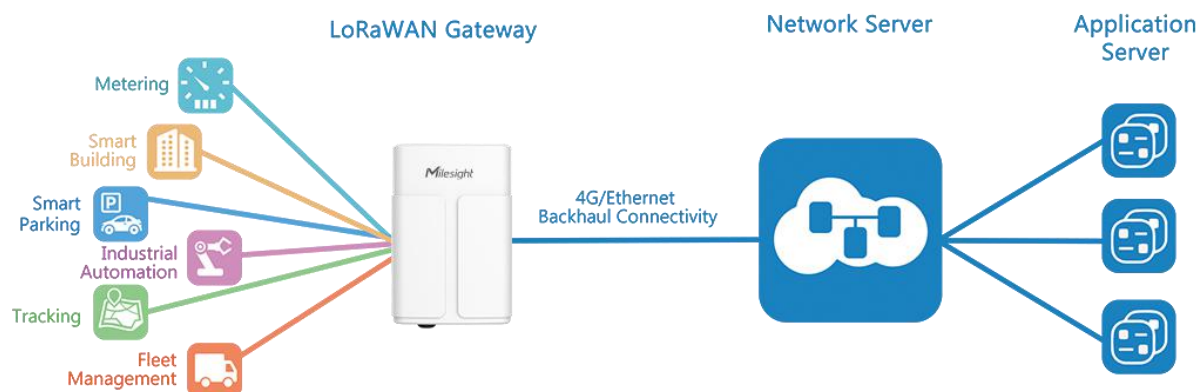 LoRaWAN Gateway
Network Server
Application
Server
Metering
Smart
Building
P
Smart
Parking
Industrial
Automation
Tracking
Fleet
Management
Milesight
4G/Ethernet
Backhaul Connectivity